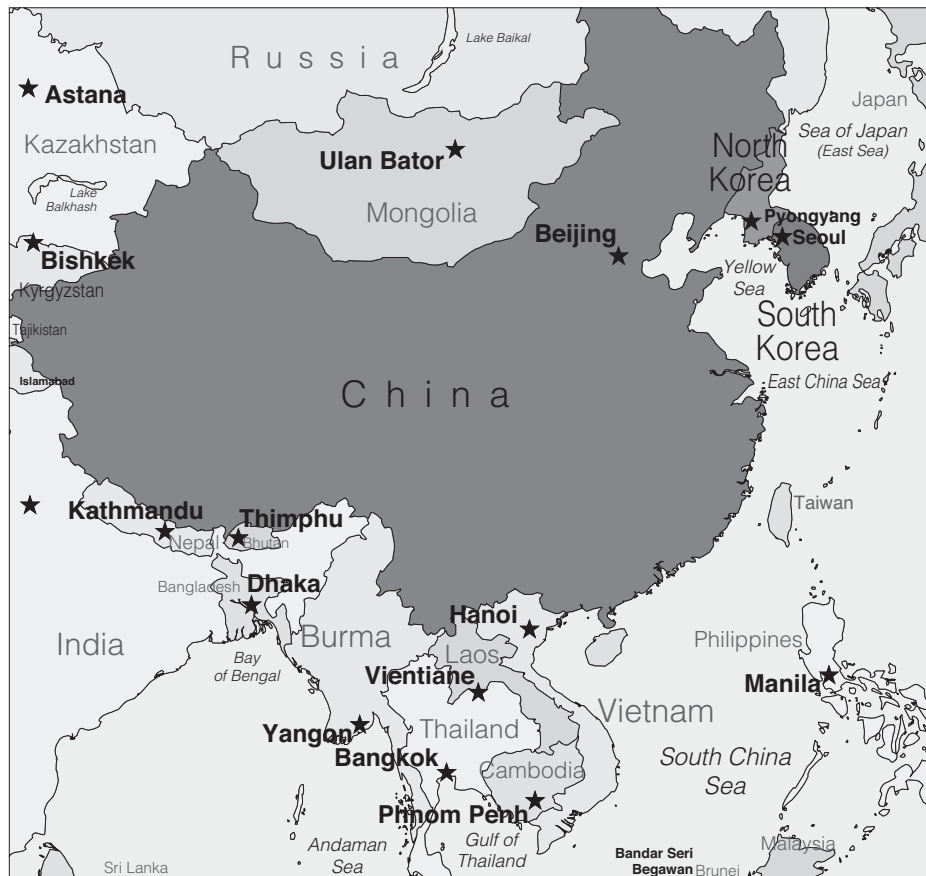 Russia
Lake Baikal
Astana
Japan
Kazakhstan
Sea of Japan
(East Sea)
Ulan Bator
North
Korea
Lake
Balkhash
Mongolia
Pyongyang
Beijing
Seoul
Bishkek
Yellow
Sea
Kyrgyzstan
South
Korea
Tajikistan
Islamabad
East China Sea
China
Kathmandu
Thimphu
Taiwan
Nepal
Bhutan
Bangladesh
Dhaka
Hanoi
India
Burma
Philippines
Laos
Bay
of Bengal
Vientiane
Manila
Vietnam
Yangon
Thailand
Bangkok
South China
Sea
Cambodia
Phnom Penh
Andaman
Sea
Gulf of
Thailand
Malaysia
Bandar Seri
Begawan
Brunei
Sri Lanka